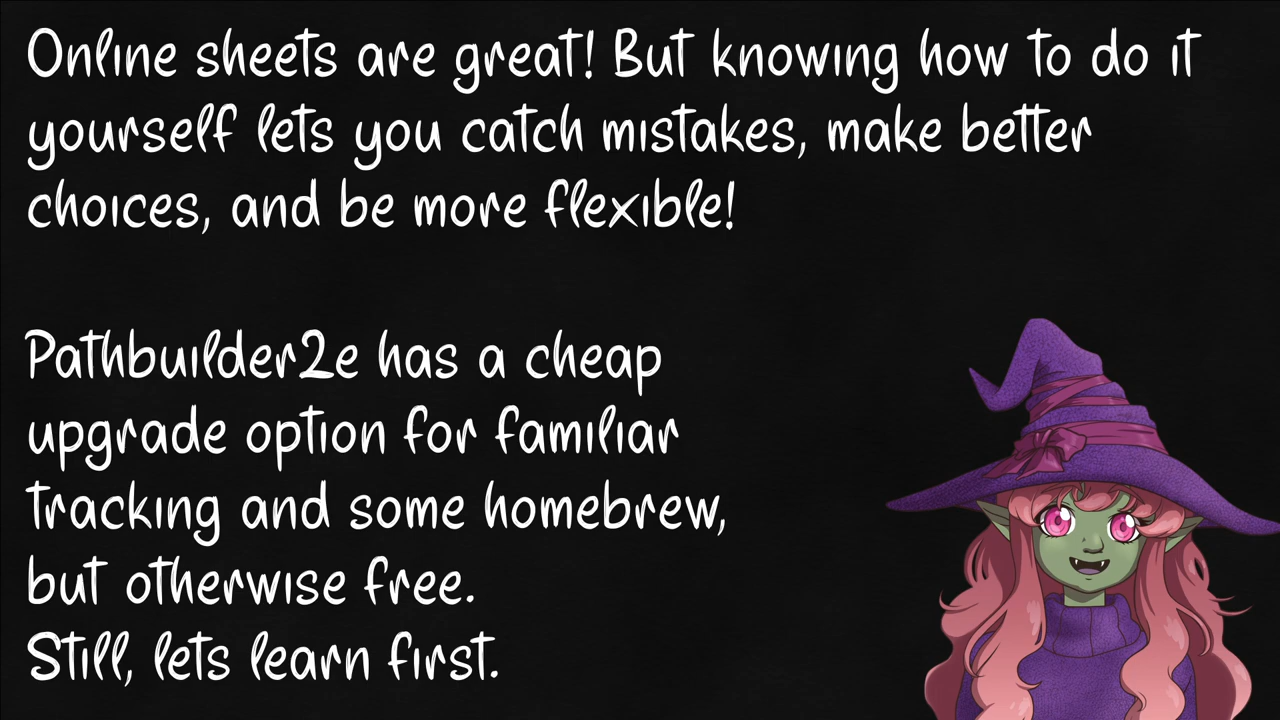 Online sheets are great! But knowing how to do it
yourself lets you catch mistakes, make better
choices, and be more flexible!
Pathbuilder2e has a cheap
upgrade option for familiar
tracking and some homebrew,
but otherwise free.
Still, lets learn first.